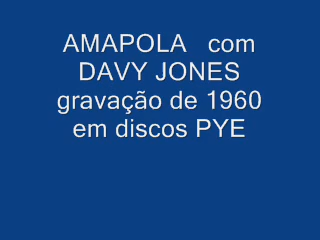 AMAPOLA   com
DAVY JONES
gravação de 1960
em discos PYE